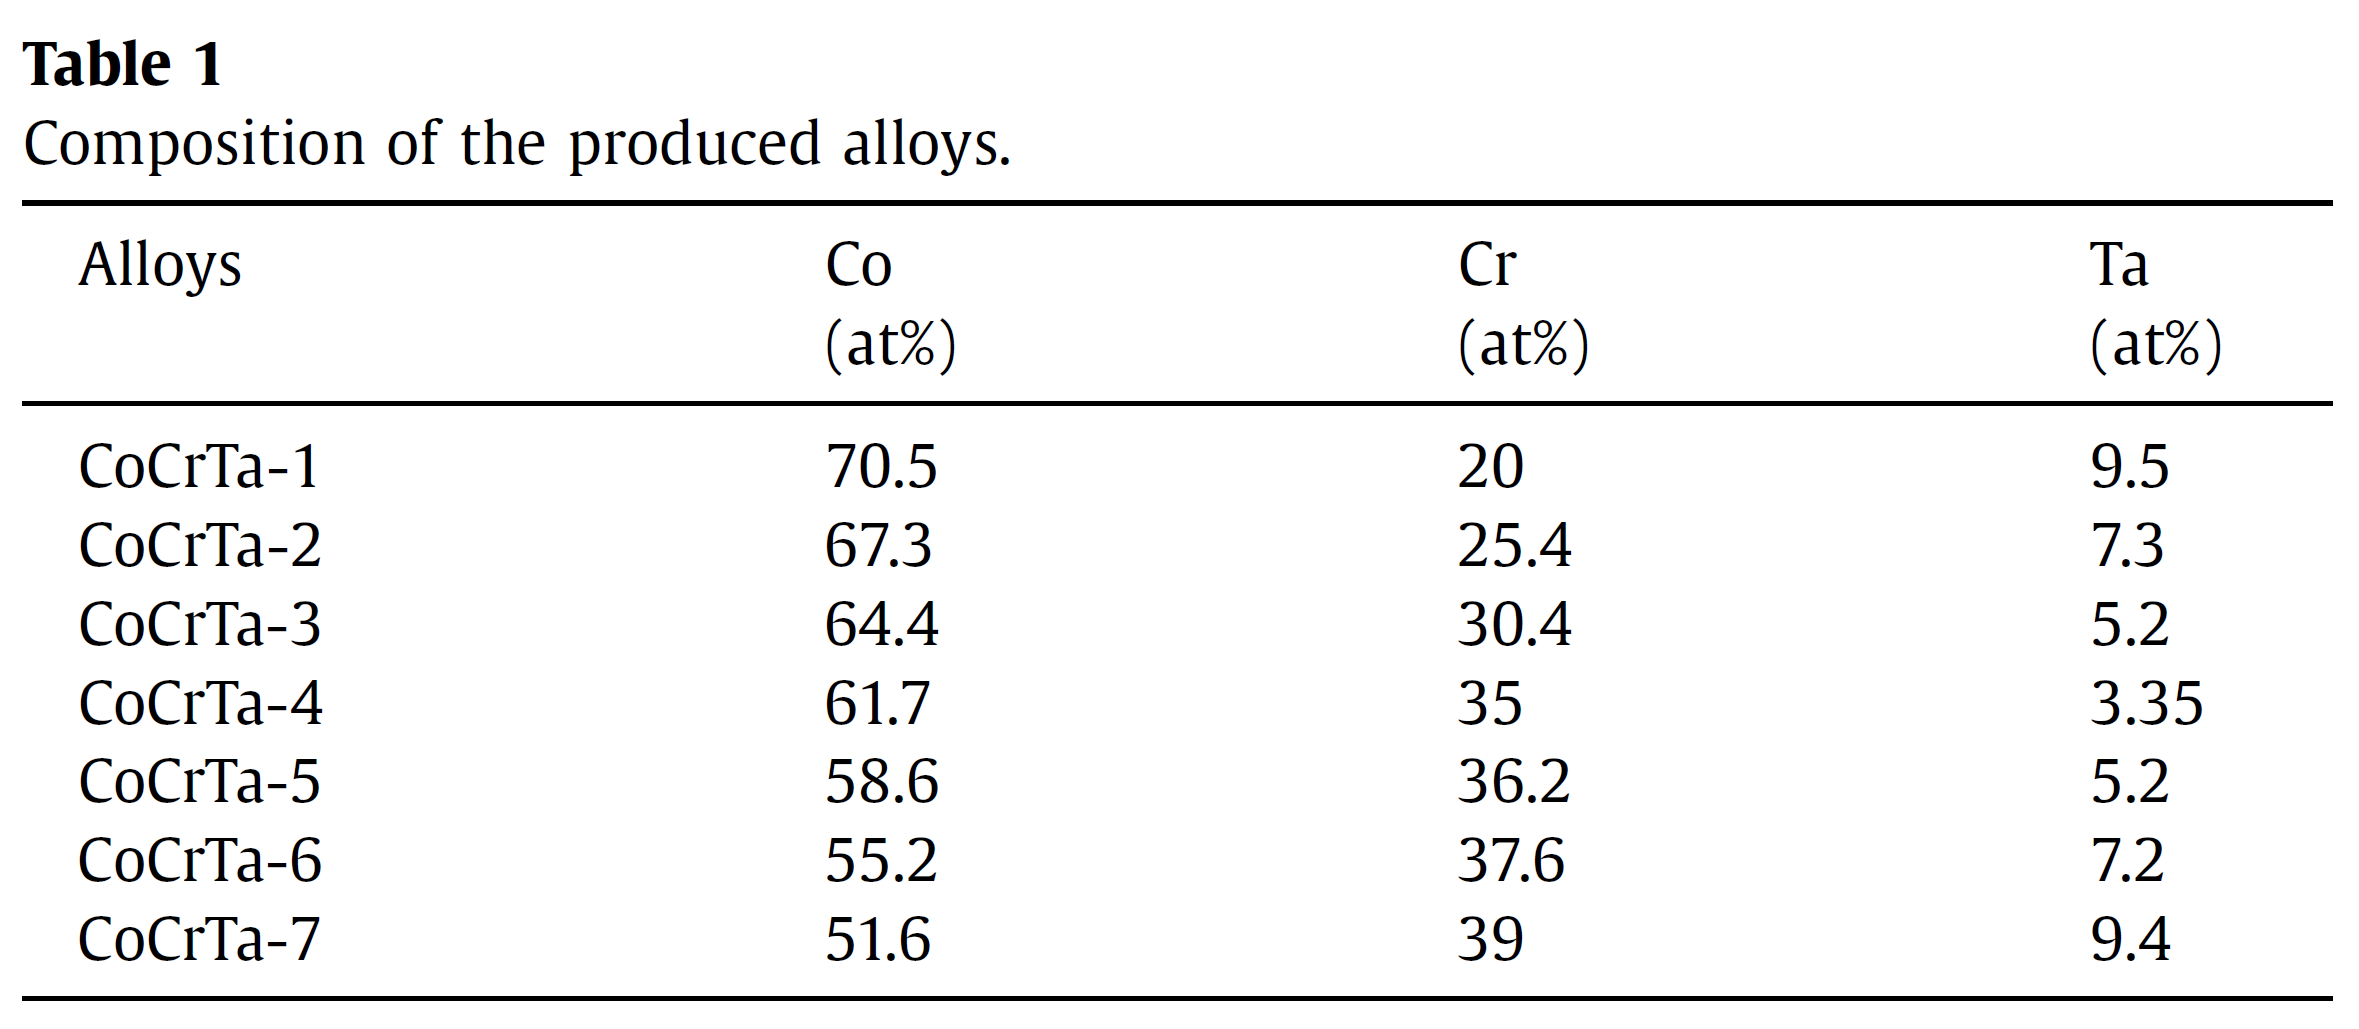 Table 1
Composition of the produced alloys.
Alloys Co Cr Ta
(at%) (at%) (at%)
CoCrTa-1 70.5 20 9.5
CoCrTa-2 67.3 25.4 7.3
CoCrTa-3 64.4 30.4 5.2
CoCrTa-4 61.7 35 3.35
CoCrTa-5 58.6 36.2 5.2
CoCrTa-6 55.2 37.6 7.2
CoCrTa-7 51.6 39 9.4